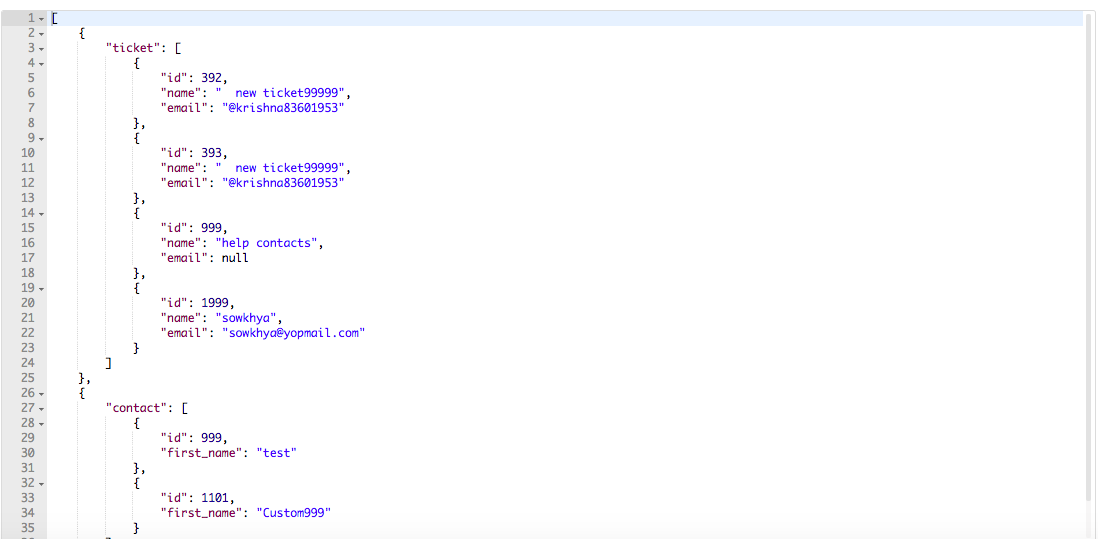 1 [
2 {
3 "ticket": [
4 {
5 "id": 392,
6 "name": "  new ticket99999",
7 "email": "@krishna83601953"
8 },
9 {
10 "id": 393,
11 "name": "  new ticket99999",
12 "email": "@krishna83601953"
13 },
14 {
15 "id": 999,
16 "name": "help contacts",
17 "email": null
18 },
19 {
20 "id": 1999,
21 "name": "sowkhya",
22 "email": "sowkhya@yopmail.com"
23 }
24 ]
25 },
26 {
27 "contact": [
28 {
29 "id": 999,
30 "first_name": "test"
31 },
32 {
33 "id": 1101,
34 "first_name": "Custom999"
35 }